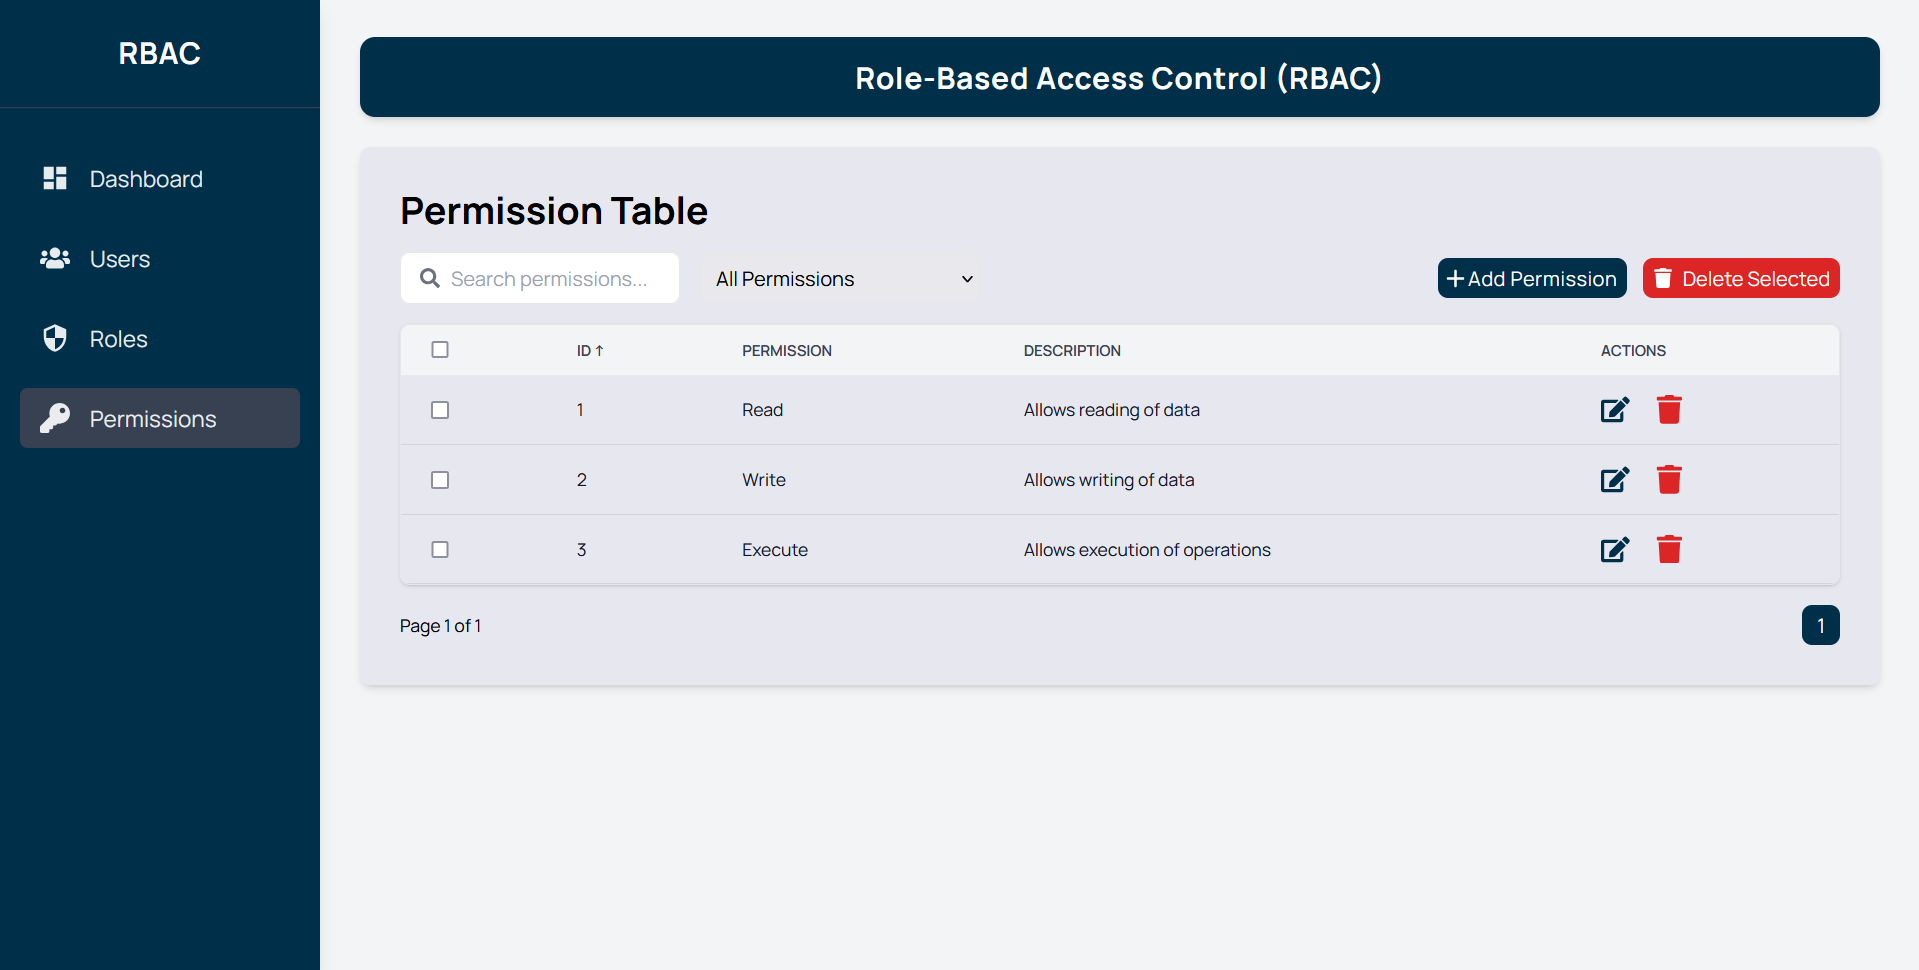 RBAC
Dashboard
Users
Roles
Permissions
Role-Based Access Control (RBAC)
Permission Table
Search permissions...
All Permissions
Add Permission
Delete Selected
ID ↑ PERMISSION DESCRIPTION ACTIONS
1 Read Allows reading of data
2 Write Allows writing of data
3 Execute Allows execution of operations
Page 1 of 1
1